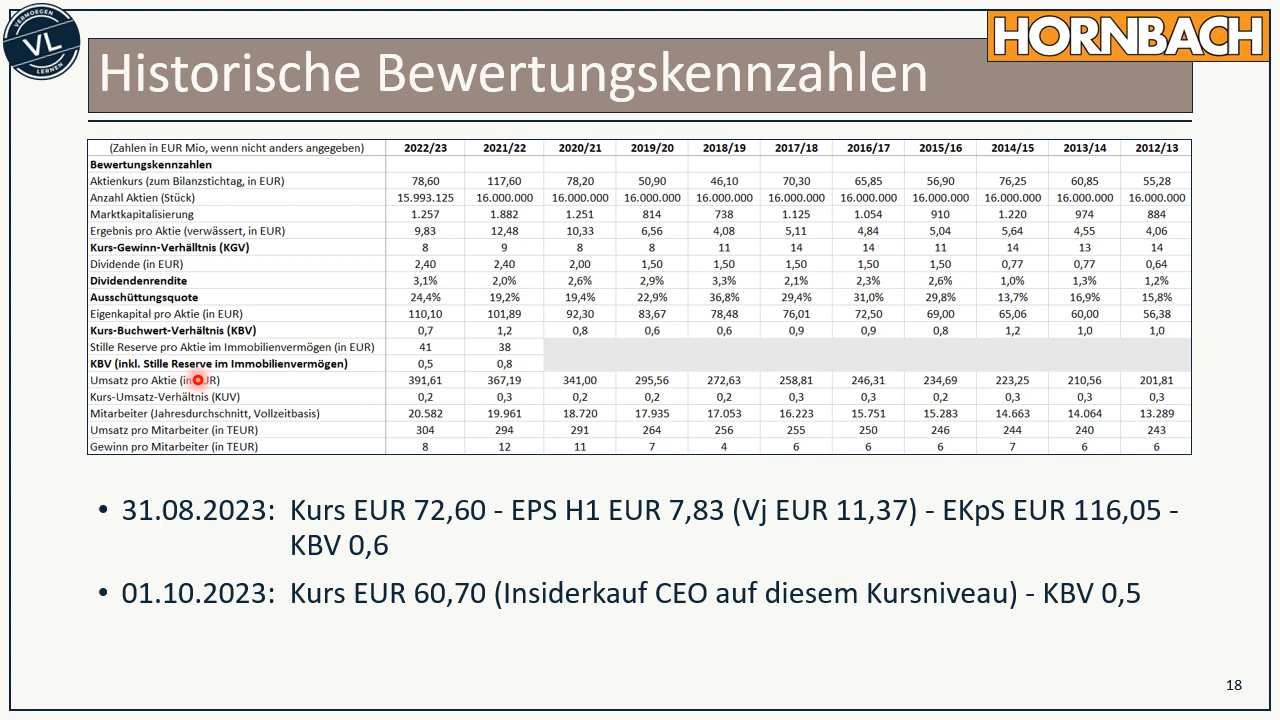 VERMOEGEN
VL
LERNEN
HORNBACH
Historische Bewertungskennzahlen
(Zahlen in EUR Mio, wenn nicht anders angegeben) 2022/23 2021/22 2020/21 2019/20 2018/19 2017/18 2016/17 2015/16 2014/15 2013/14 2012/13
Bewertungskennzahlen
Aktienkurs (zum Bilanzstichtag, in EUR) 78,60 117,60 78,20 50,90 46,10 70,30 65,85 56,90 76,25 60,85 55,28
Anzahl Aktien (Stück) 15.993.125 16.000.000 16.000.000 16.000.000 16.000.000 16.000.000 16.000.000 16.000.000 16.000.000 16.000.000 16.000.000
Marktkapitalisierung 1.257 1.882 1.251 814 738 1.125 1.054 910 1.220 974 884
Ergebnis pro Aktie (verwässert, in EUR) 9,83 12,48 10,33 6,56 4,08 5,11 4,84 5,04 5,64 4,55 4,06
Kurs-Gewinn-Verhälltnis (KGV) 8 9 8 8 11 14 14 11 14 13 14
Dividende (in EUR) 2,40 2,40 2,00 1,50 1,50 1,50 1,50 1,50 0,77 0,77 0,64
Dividendenrendite 3,1% 2,0% 2,6% 2,9% 3,3% 2,1% 2,3% 2,6% 1,0% 1,3% 1,2%
Ausschüttungsquote 24,4% 19,2% 19,4% 22,9% 36,8% 29,4% 31,0% 29,8% 13,7% 16,9% 15,8%
Eigenkapital pro Aktie (in EUR) 110,10 101,89 92,30 83,67 78,48 76,01 72,50 69,00 65,06 60,00 56,38
Kurs-Buchwert-Verhältnis (KBV) 0,7 1,2 0,8 0,6 0,6 0,9 0,9 0,8 1,2 1,0 1,0
Stille Reserve pro Aktie im Immobilienvermögen (in EUR) 41 38
KBV (inkl. Stille Reserve im Immobilienvermögen) 0,5 0,8
Umsatz pro Aktie (in EUR) 391,61 367,19 341,00 295,56 272,63 258,81 246,31 234,69 223,25 210,56 201,81
Kurs-Umsatz-Verhältnis (KUV) 0,2 0,3 0,2 0,2 0,2 0,3 0,3 0,2 0,3 0,3 0,3
Mitarbeiter (Jahresdurchschnitt, Vollzeitbasis) 20.582 19.961 18.720 17.935 17.053 16.223 15.751 15.283 14.663 14.064 13.289
Umsatz pro Mitarbeiter (in TEUR) 304 294 291 264 256 255 250 246 244 240 243
Gewinn pro Mitarbeiter (in TEUR) 8 12 11 7 4 6 6 6 7 6 6
• 31.08.2023: Kurs EUR 72,60 - EPS H1 EUR 7,83 (Vj EUR 11,37) - EKpS EUR 116,05 -
KBV 0,6
• 01.10.2023: Kurs EUR 60,70 (Insiderkauf CEO auf diesem Kursniveau) - KBV 0,5
18